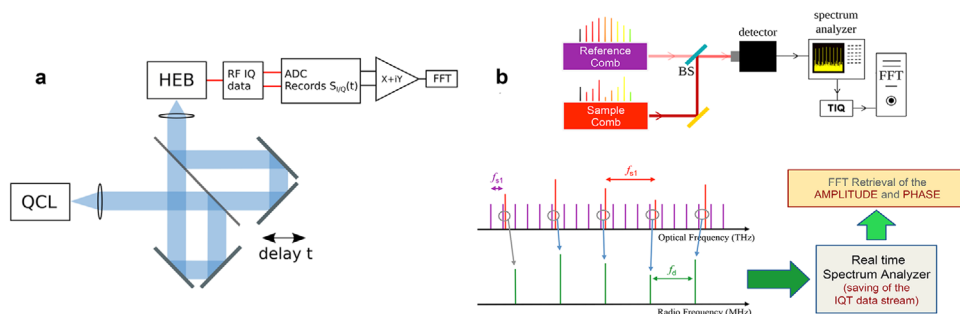 a
HEB
RF IQ
data
ADC
Records S_I/Q(t)
X+iY
FFT
QCL
delay t
b
Reference
Comb
Sample
Comb
BS
detector
spectrum
analyzer
FFT
TIQ
f_s1
f_s1
Optical Frequency (THz)
f_d
Radio Frequency (MHz)
FFT Retrieval of the
AMPLITUDE and PHASE
Real time
Spectrum Analyzer
(saving of the
IQT data stream)